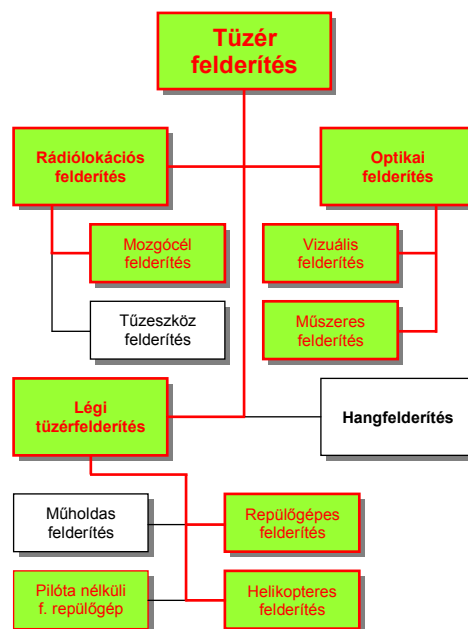 Tüzér
felderítés
Rádiólokációs
felderítés
Optikai
felderítés
Mozgócél
felderítés
Vizuális
felderítés
Tűzeszköz
felderítés
Műszeres
felderítés
Légi
tüzérfelderítés
Hangfelderítés
Műholdas
felderítés
Repülőgépes
felderítés
Pilóta nélküli
f. repülőgép
Helikopteres
felderítés